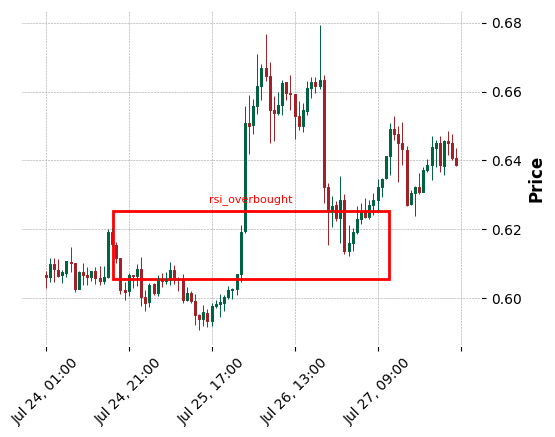 0.68
0.66
0.64
0.62
0.60
Price
rsi_overbought
Jul 24, 01:00
Jul 24, 21:00
Jul 25, 17:00
Jul 26, 13:00
Jul 27, 09:00